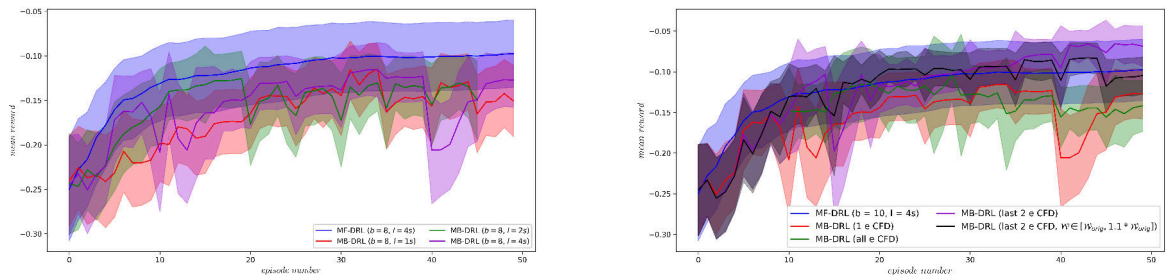 −0.05
−0.10
−0.15
−0.20
−0.25
−0.30
mean reward
0
10
20
30
40
50
episode number
MF-DRL (b = 8, l = 4s)
MB-DRL (b = 8, l = 1s)
MB-DRL (b = 8, l = 2s)
MB-DRL (b = 8, l = 4s)
−0.05
−0.10
−0.15
−0.20
−0.25
−0.30
mean reward
0
10
20
30
40
50
episode number
MF-DRL (b = 10, l = 4s)
MB-DRL (1 e CFD)
MB-DRL (all e CFD)
MB-DRL (last 2 e CFD)
MB-DRL (last 2 e CFD, 𝒲 ∈ [𝒲orig, 1.1 * 𝒲orig])